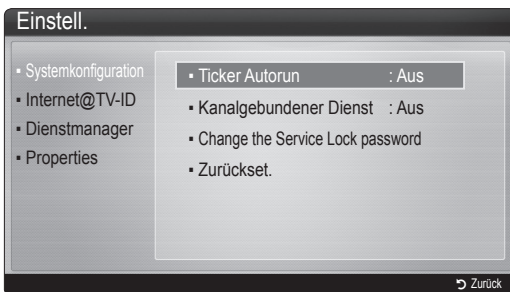 Einstell.
▪ Systemkonfiguration
▪ Internet@TV-ID
▪ Dienstmanager
▪ Properties
▪ Ticker Autorun : Aus
▪ Kanalgebundener Dienst : Aus
▪ Change the Service Lock password
▪ Zurückset.
Zurück